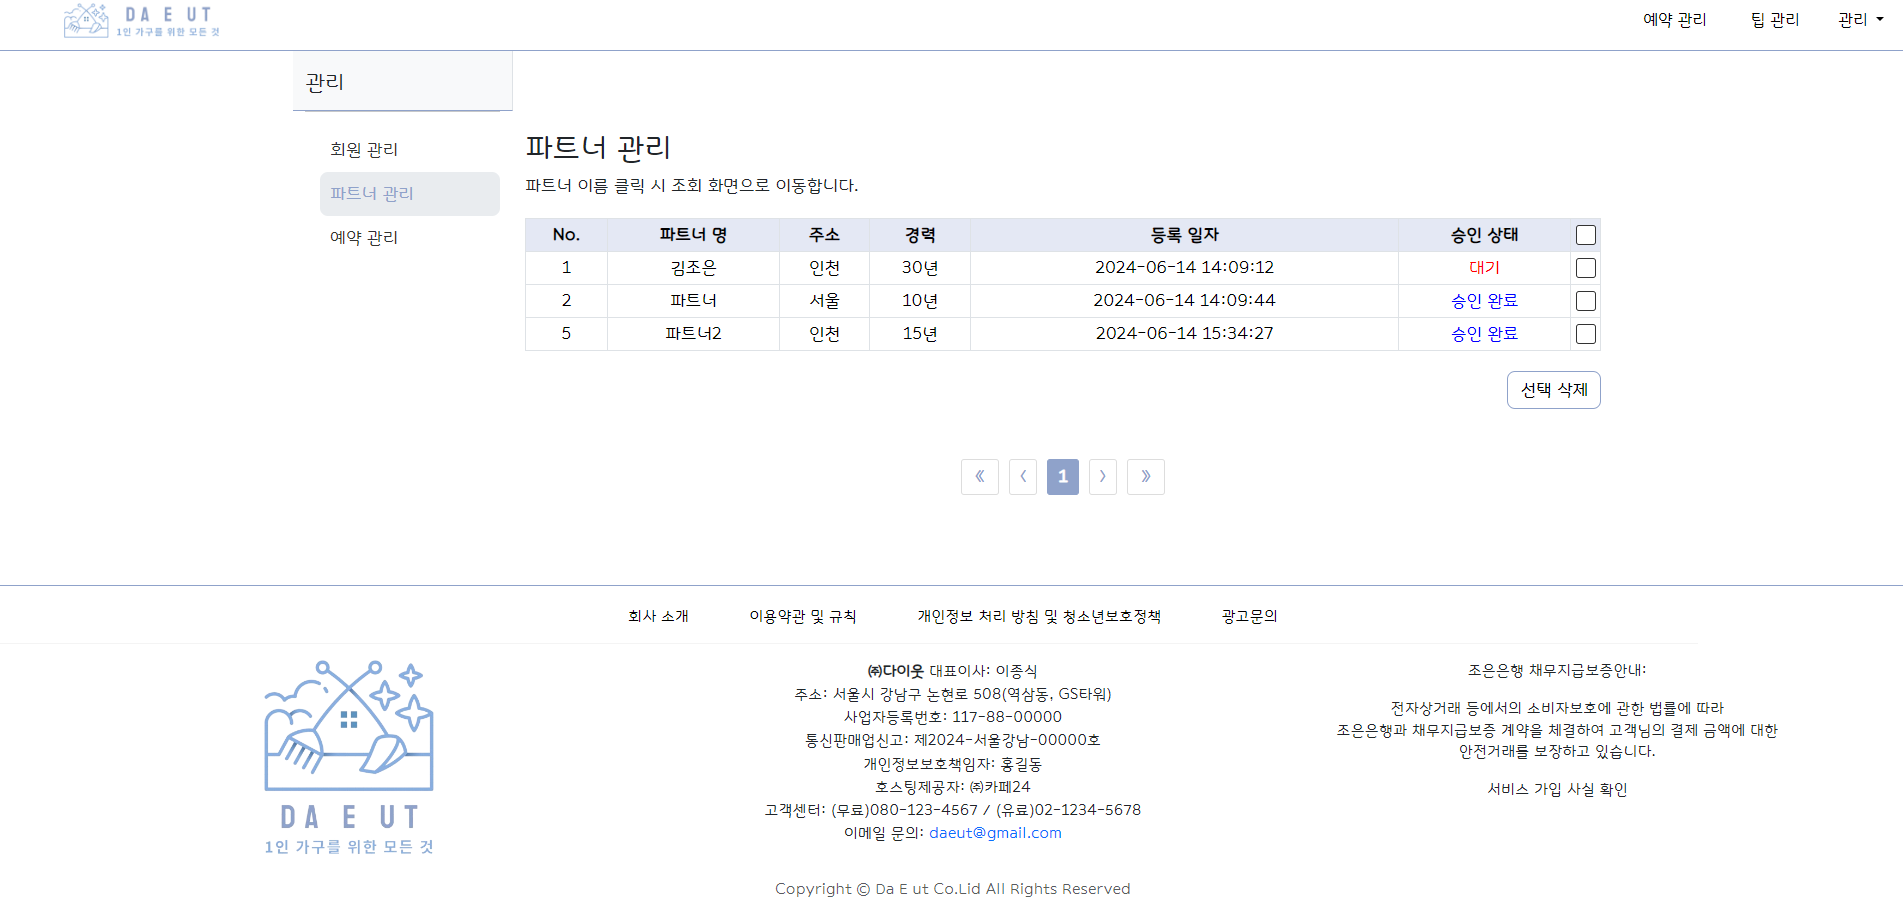 DA E UT
1인 가구를 위한 모든 것
예약 관리 팁 관리 관리
관리
회원 관리
파트너 관리
예약 관리
파트너 관리
파트너 이름 클릭 시 조회 화면으로 이동합니다.
No. 파트너 명 주소 경력 등록 일자 승인 상태
1 김조은 인천 30년 2024-06-14 14:09:12 대기
2 파트너 서울 10년 2024-06-14 14:09:44 승인 완료
5 파트너2 인천 15년 2024-06-14 15:34:27 승인 완료
선택 삭제
《 〈 1 〉 》
회사 소개 이용약관 및 규칙 개인정보 처리 방침 및 청소년보호정책 광고문의
DA E UT
1인 가구를 위한 모든 것
㈜다이웃 대표이사: 이종식
주소: 서울시 강남구 논현로 508(역삼동, GS타워)
사업자등록번호: 117-88-00000
통신판매업신고: 제2024-서울강남-00000호
개인정보보호책임자: 홍길동
호스팅제공자: ㈜카페24
고객센터: (무료)080-123-4567 / (유료)02-1234-5678
이메일 문의: daeut@gmail.com
조은은행 채무지급보증안내:
전자상거래 등에서의 소비자보호에 관한 법률에 따라
조은은행과 채무지급보증 계약을 체결하여 고객님의 결제 금액에 대한
안전거래를 보장하고 있습니다.
서비스 가입 사실 확인
Copyright © Da E ut Co.Lid All Rights Reserved